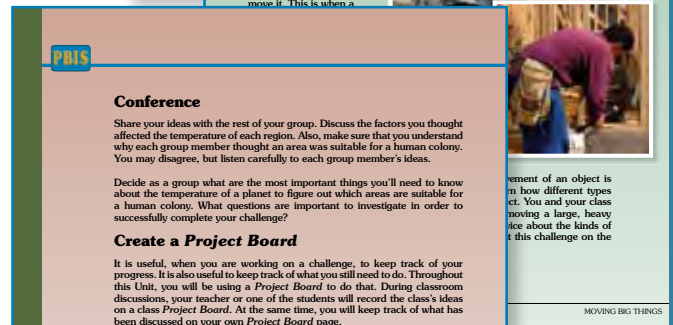 move it. This is when a
PBIS
Conference
Share your ideas with the rest of your group. Discuss the factors you thought
affected the temperature of each region. Also, make sure that you understand
why each group member thought an area was suitable for a human colony.
You may disagree, but listen carefully to each group member's ideas.
Decide as a group what are the most important things you'll need to know
about the temperature of a planet to figure out which areas are suitable for
a human colony. What questions are important to investigate in order to
successfully complete your challenge?
Create a Project Board
It is useful, when you are working on a challenge, to keep track of your
progress. It is also useful to keep track of what you still need to do. Throughout
this Unit, you will be using a Project Board to do that. During classroom
discussions, your teacher or one of the students will record the class's ideas
on a class Project Board. At the same time, you will keep track of what has
been discussed on your own Project Board page.
of an object is
how different types
You and your class
moving a large, heavy
about the kinds of
this challenge on the
MOVING BIG THINGS